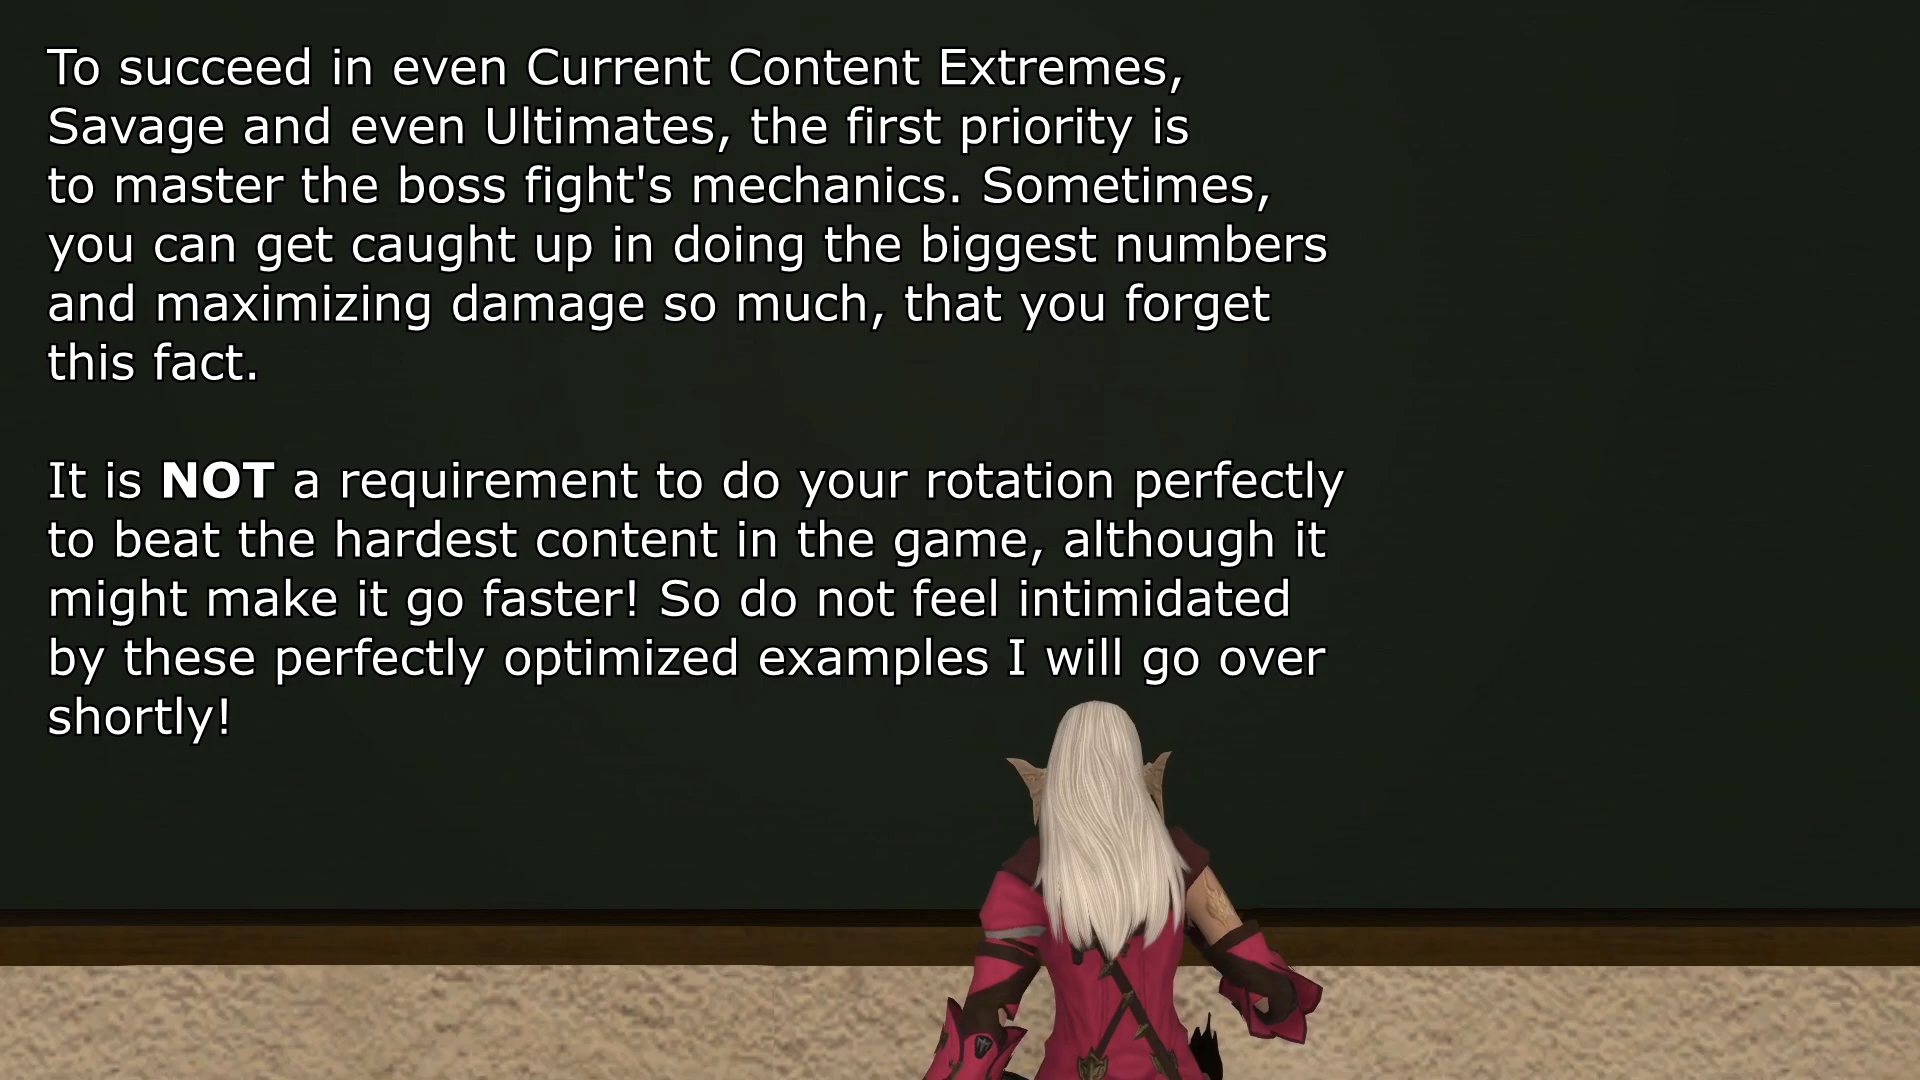 To succeed in even Current Content Extremes,
Savage and even Ultimates, the first priority is
to master the boss fight's mechanics. Sometimes,
you can get caught up in doing the biggest numbers
and maximizing damage so much, that you forget
this fact.
It is NOT a requirement to do your rotation perfectly
to beat the hardest content in the game, although it
might make it go faster! So do not feel intimidated
by these perfectly optimized examples I will go over
shortly!